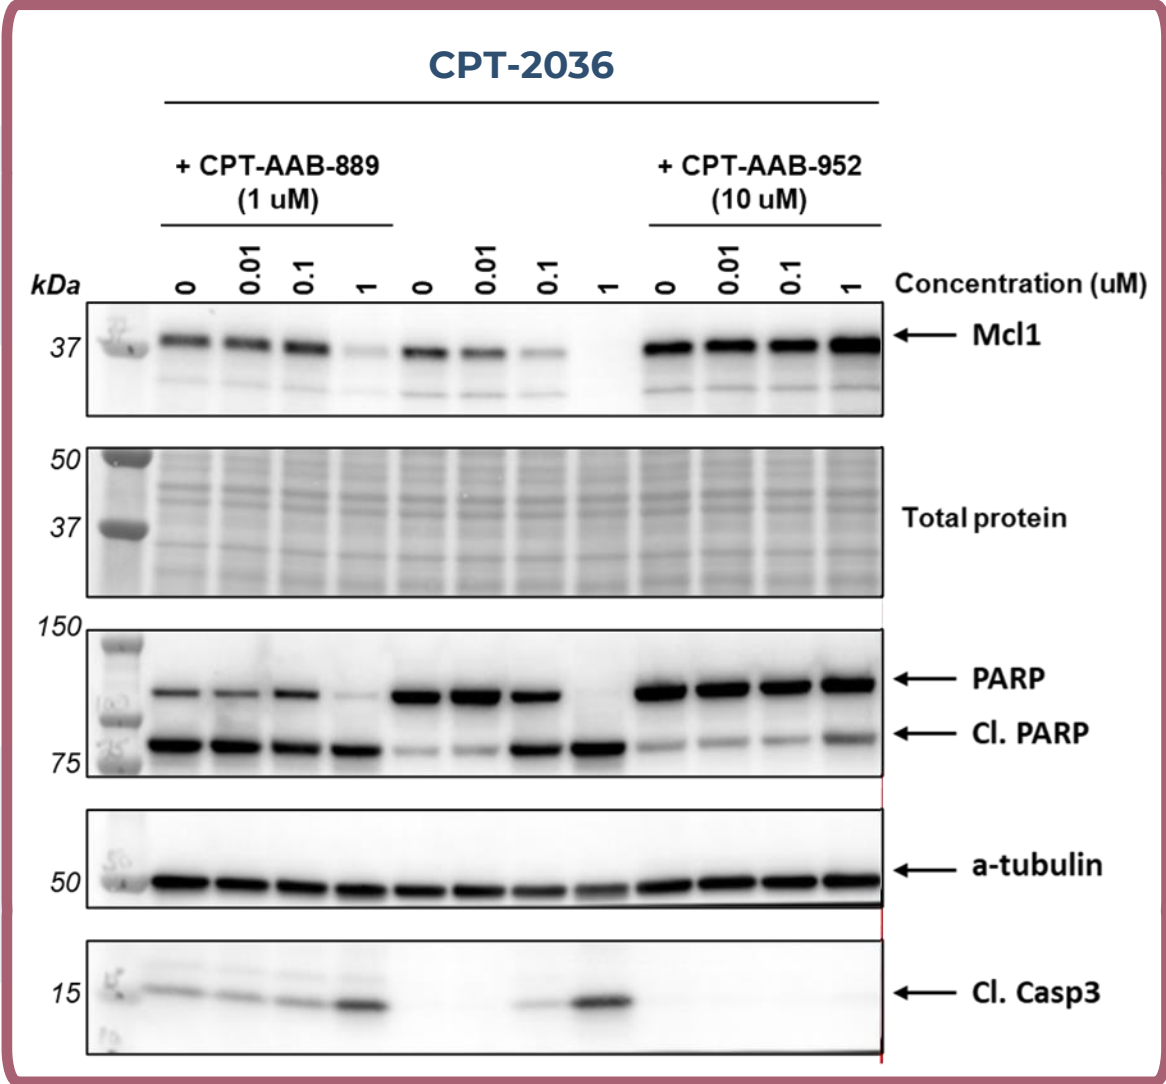 CPT-2036
+ CPT-AAB-889
(1 uM)
+ CPT-AAB-952
(10 uM)
kDa
0 0.01 0.1 1 0 0.01 0.1 1 0 0.01 0.1 1
Concentration (uM)
37
Mcl1
50
37
Total protein
150
PARP
Cl. PARP
75
a-tubulin
50
15
Cl. Casp3